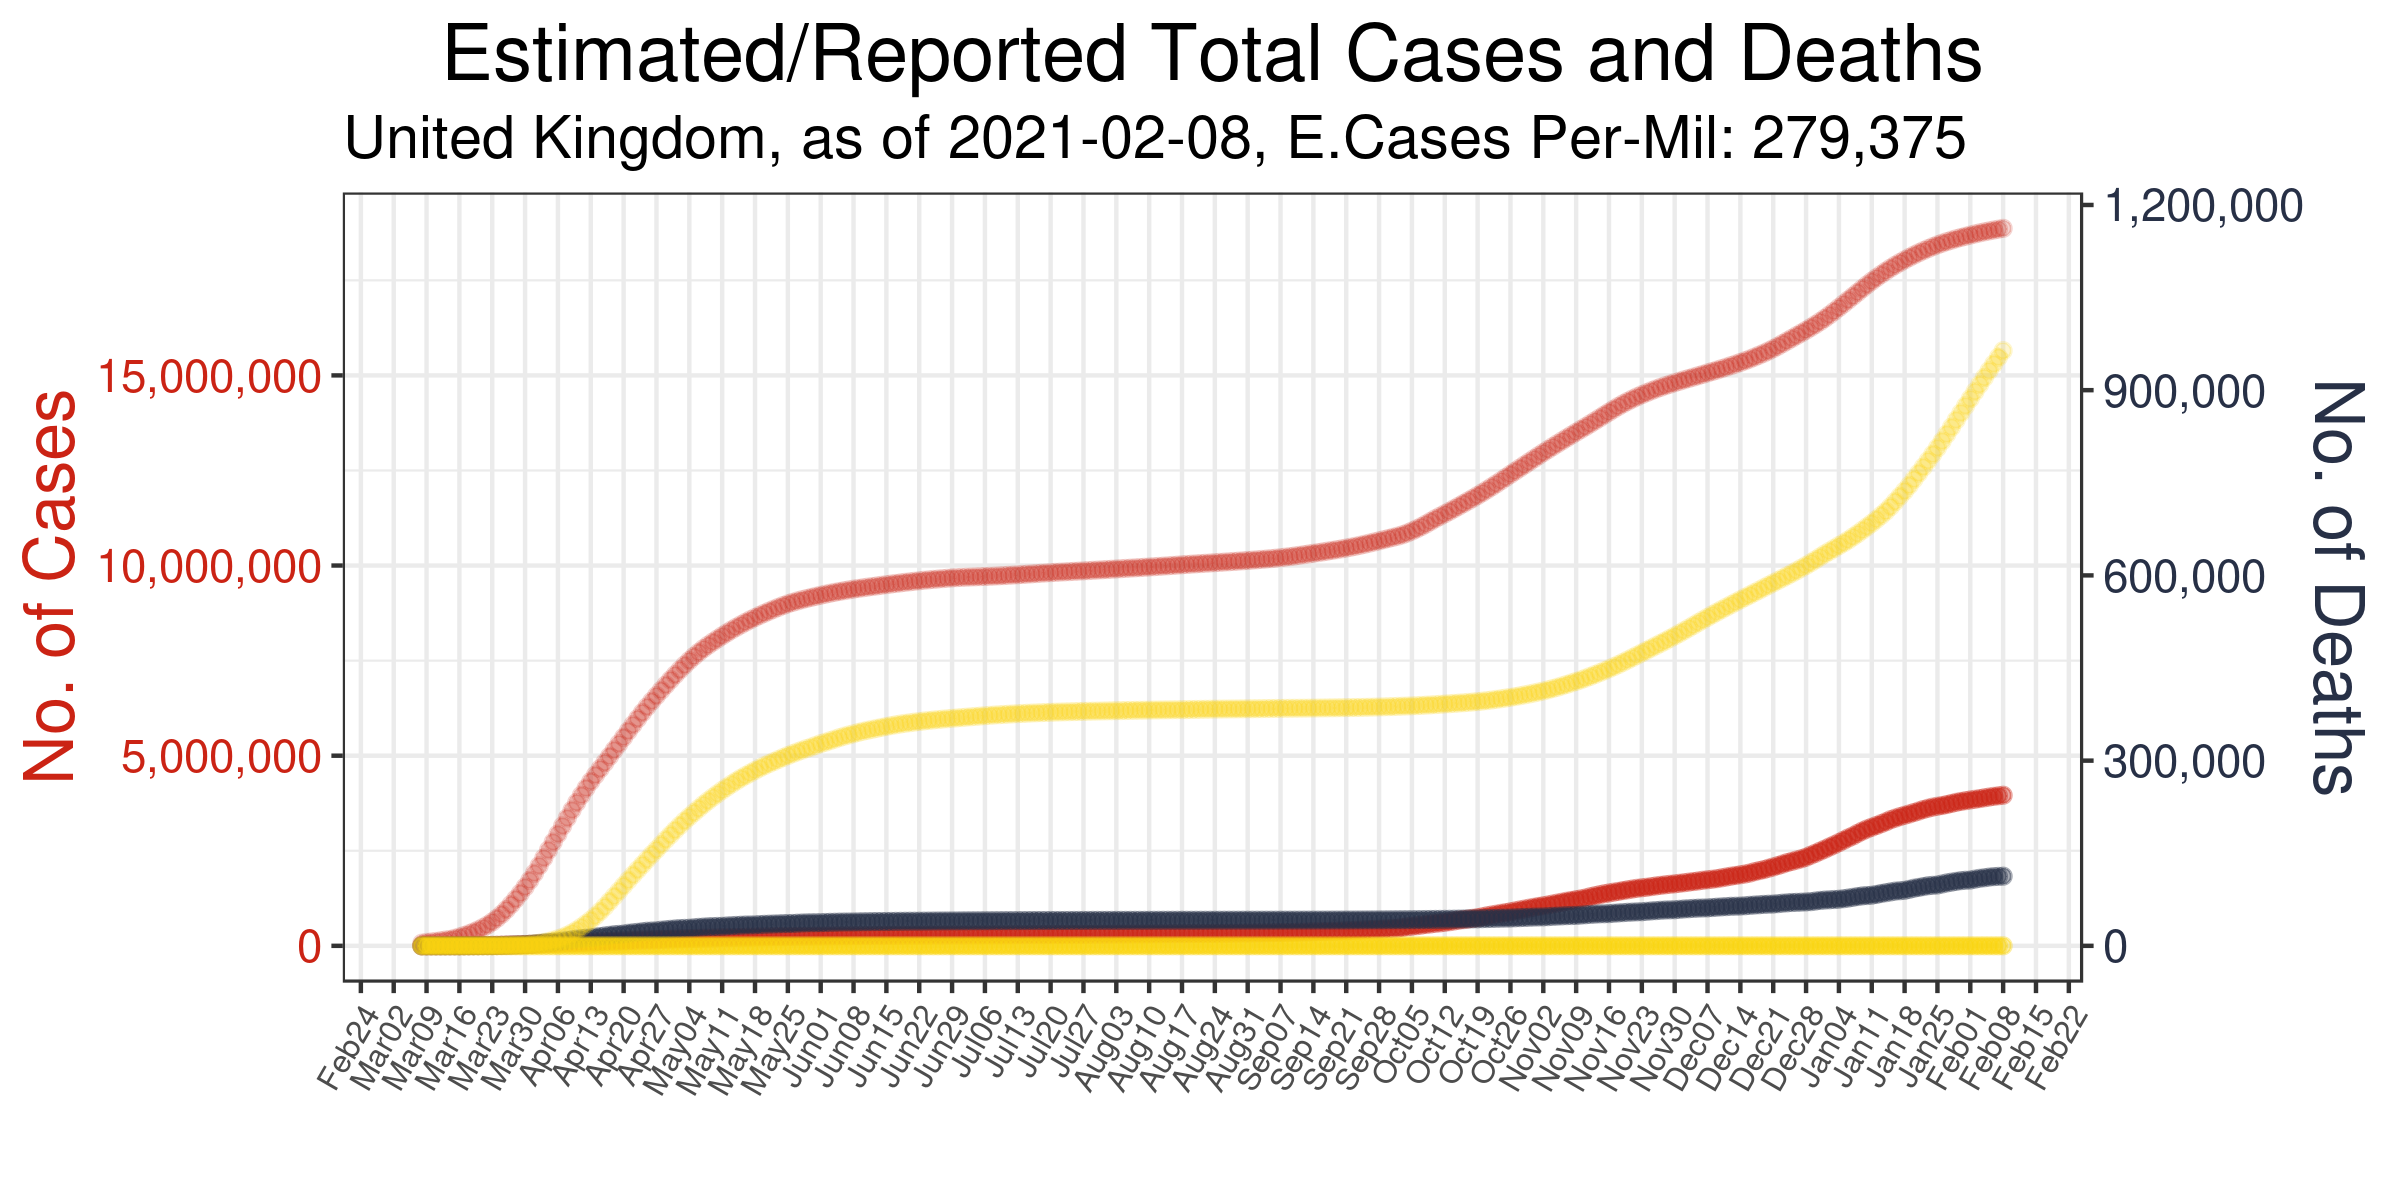 Estimated/Reported Total Cases and Deaths
United Kingdom, as of 2021-02-08, E.Cases Per-Mil: 279,375
No. of Cases
15,000,000
10,000,000
5,000,000
0
1,200,000
900,000
600,000
300,000
0
No. of Deaths
Feb24
Mar02
Mar09
Mar16
Mar23
Mar30
Apr06
Apr13
Apr20
Apr27
May04
May11
May18
May25
Jun01
Jun08
Jun15
Jun22
Jun29
Jul06
Jul13
Jul20
Jul27
Aug03
Aug10
Aug17
Aug24
Aug31
Sep07
Sep14
Sep21
Sep28
Oct05
Oct12
Oct19
Oct26
Nov02
Nov09
Nov16
Nov23
Nov30
Dec07
Dec14
Dec21
Dec28
Dec04
Jan11
Jan18
Jan25
Feb01
Feb08
Feb15
Feb22